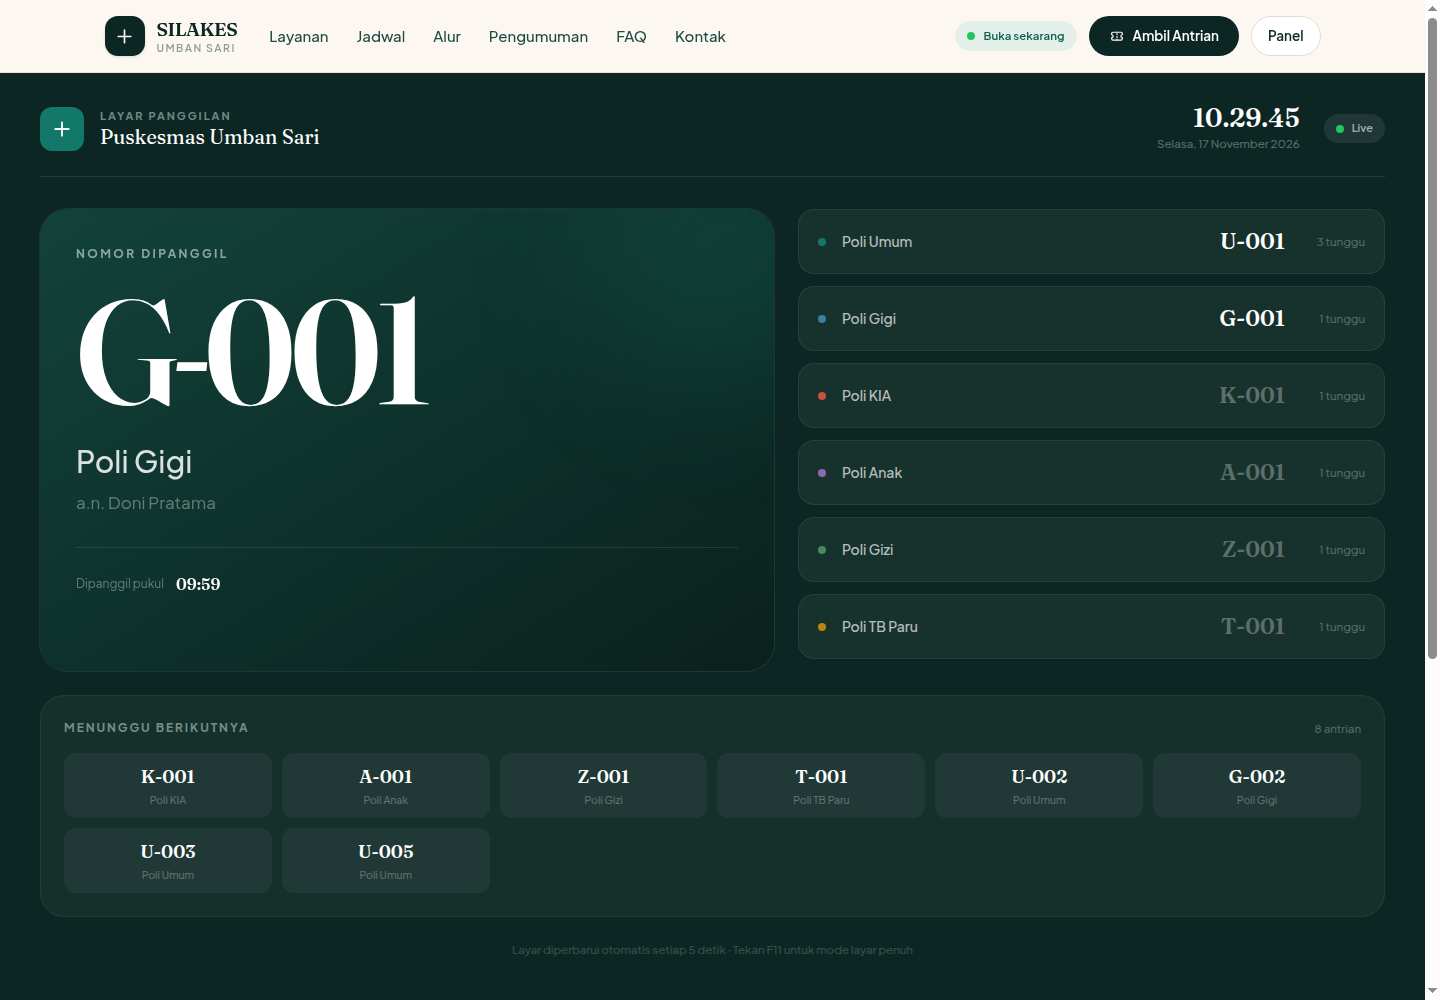 SILAKES
UMBAN SARI
Layanan
Jadwal
Alur
Pengumuman
FAQ
Kontak
Buka sekarang
Ambil Antrian
Panel
LAYAR PANGGILAN
Puskesmas Umban Sari
10.29.45
Selasa, 17 November 2026
Live
NOMOR DIPANGGIL
G-001
Poli Gigi
a.n. Doni Pratama
Dipanggil pukul 09:59
Poli Umum U-001 3 tunggu
Poli Gigi G-001 1 tunggu
Poli KIA K-001 1 tunggu
Poli Anak A-001 1 tunggu
Poli Gizi Z-001 1 tunggu
Poli TB Paru T-001 1 tunggu
MENUNGGU BERIKUTNYA
8 antrian
K-001
Poli KIA
A-001
Poli Anak
Z-001
Poli Gizi
T-001
Poli TB Paru
U-002
Poli Umum
G-002
Poli Gigi
U-003
Poli Umum
U-005
Poli Umum
Layar diperbarui otomatis setiap 5 detik · Tekan F11 untuk mode layar penuh